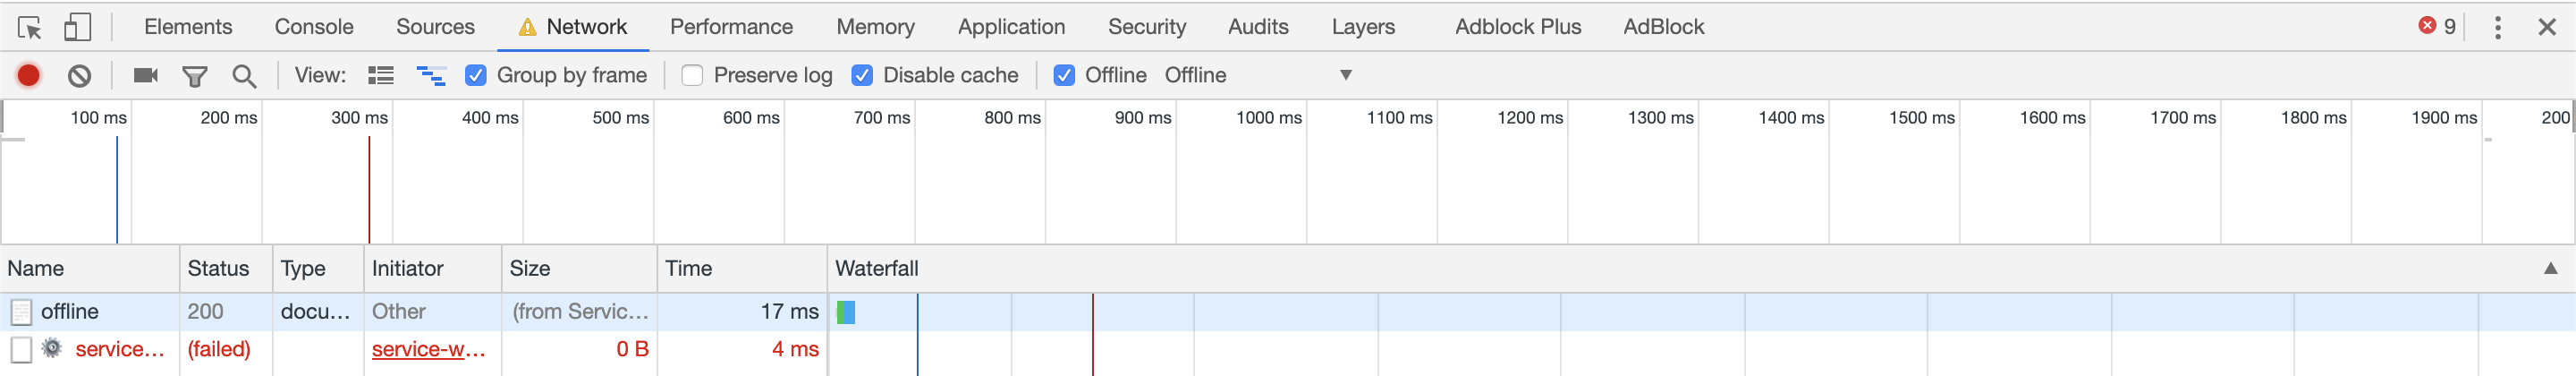 Elements Console Sources Network Performance Memory Application Security Audits Layers Adblock Plus AdBlock 9
View: Group by frame Preserve log Disable cache Offline Offline
100 ms 200 ms 300 ms 400 ms 500 ms 600 ms 700 ms 800 ms 900 ms 1000 ms 1100 ms 1200 ms 1300 ms 1400 ms 1500 ms 1600 ms 1700 ms 1800 ms 1900 ms 200
Name Status Type Initiator Size Time Waterfall
offline 200 docu... Other (from Servic... 17 ms
service... (failed) service-w... 0 B 4 ms